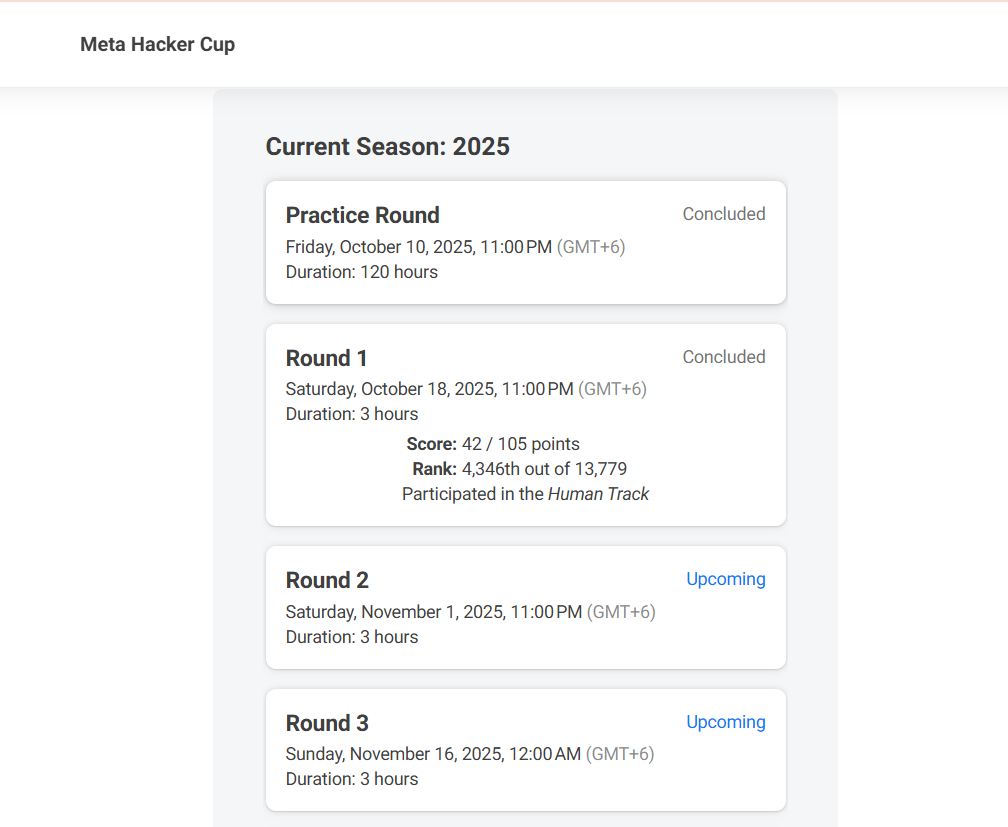 Meta Hacker Cup
Current Season: 2025
Practice Round
Concluded
Friday, October 10, 2025, 11:00 PM (GMT+6)
Duration: 120 hours
Round 1
Concluded
Saturday, October 18, 2025, 11:00 PM (GMT+6)
Duration: 3 hours
Score: 42 / 105 points
Rank: 4,346th out of 13,779
Participated in the Human Track
Round 2
Upcoming
Saturday, November 1, 2025, 11:00 PM (GMT+6)
Duration: 3 hours
Round 3
Upcoming
Sunday, November 16, 2025, 12:00 AM (GMT+6)
Duration: 3 hours